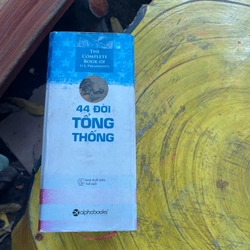 THE
COMPLETE
BOOK OF
U.S. PRESIDENTS
44 ĐỜI
TỔNG
THỐNG
alphabooks